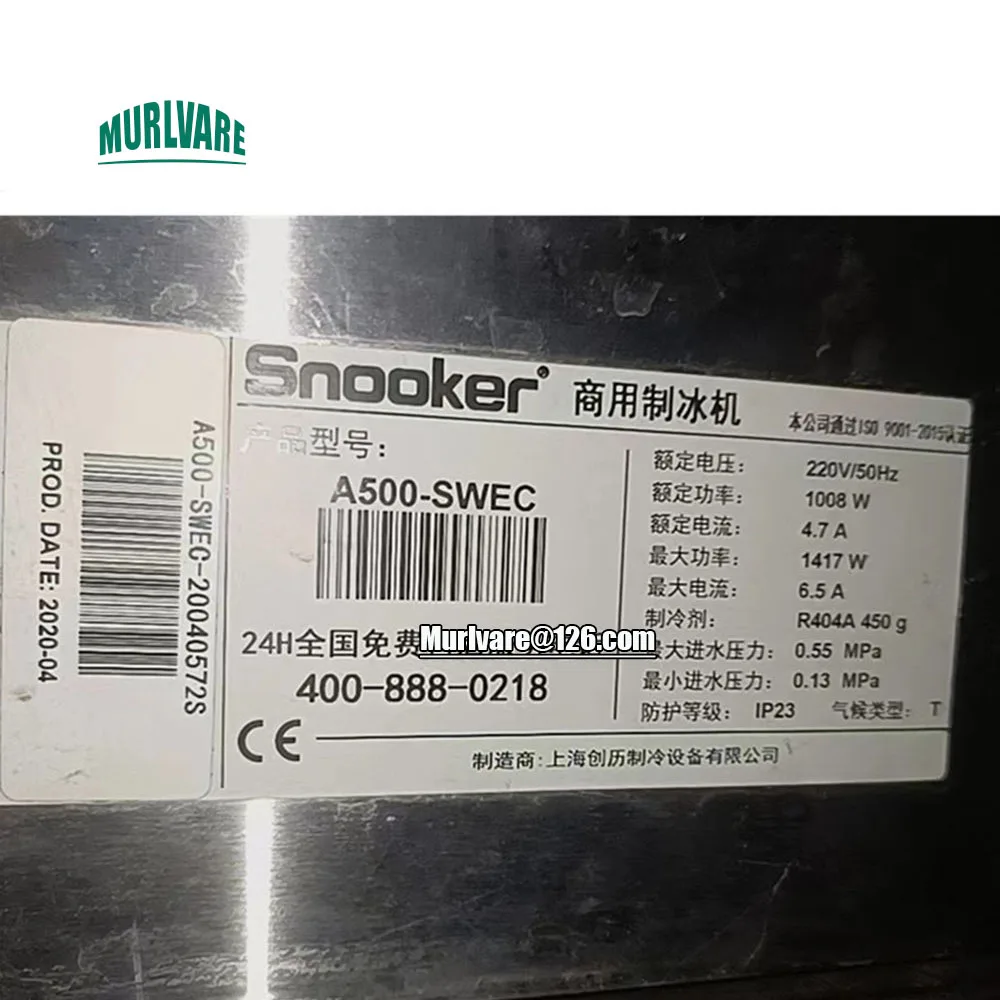 MURLVARE
A500-SWEC-20040572S
PROD. DATE: 2020-04
Snooker® 商用制冰机
本公司通过ISO 9001-2015认证
产品型号:
A500-SWEC
24H全国免费
Murlvare@126.com
400-888-0218
额定电压: 220V/50Hz
额定功率: 1008 W
额定电流: 4.7 A
最大功率: 1417 W
最大电流: 6.5 A
制冷剂: R404A 450 g
最大进水压力: 0.55 MPa
最小进水压力: 0.13 MPa
防护等级: IP23 气候类型: T
CE
制造商:上海创历制冷设备有限公司